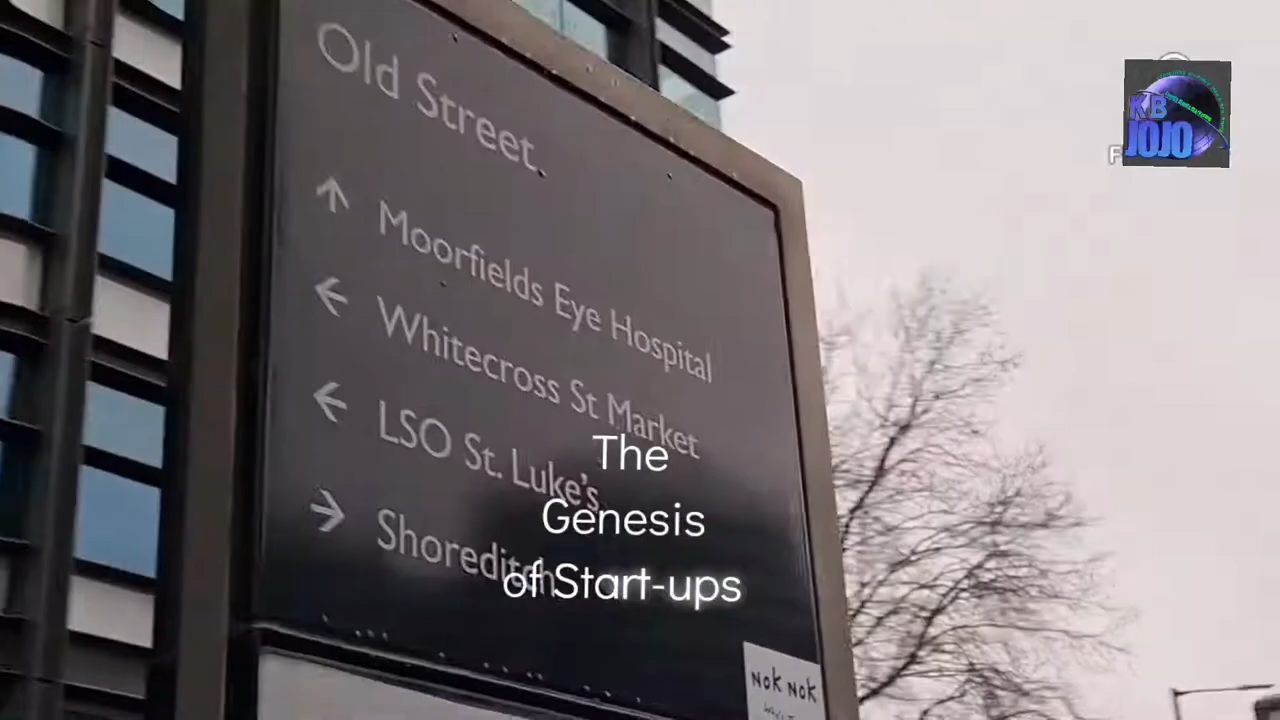 Old Street.
Moorfields Eye Hospital
Whitecross St Market
LSO St. Luke's
Shoreditch
The
Genesis
of Start-ups
NOK NOK
KB
JOJO